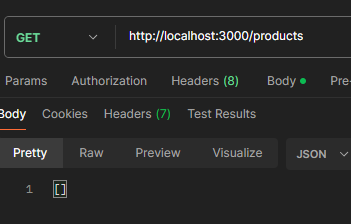 GET http://localhost:3000/products
Params Authorization Headers (8) Body Pre-
Body Cookies Headers (7) Test Results
Pretty Raw Preview Visualize JSON
1 []